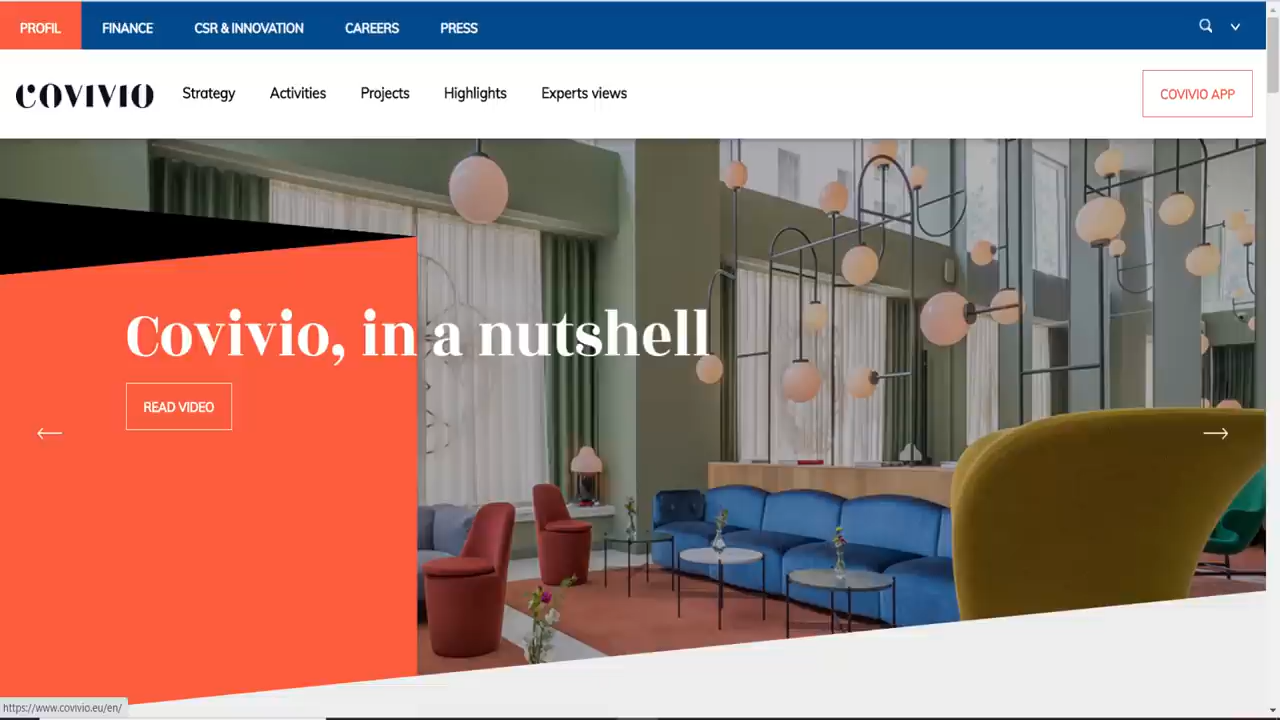 PROFIL FINANCE CSR & INNOVATION CAREERS PRESS
COVIVIO Strategy Activities Projects Highlights Experts views COVIVIO APP
Covivio, in a nutshell
READ VIDEO
https://www.covivio.eu/en/